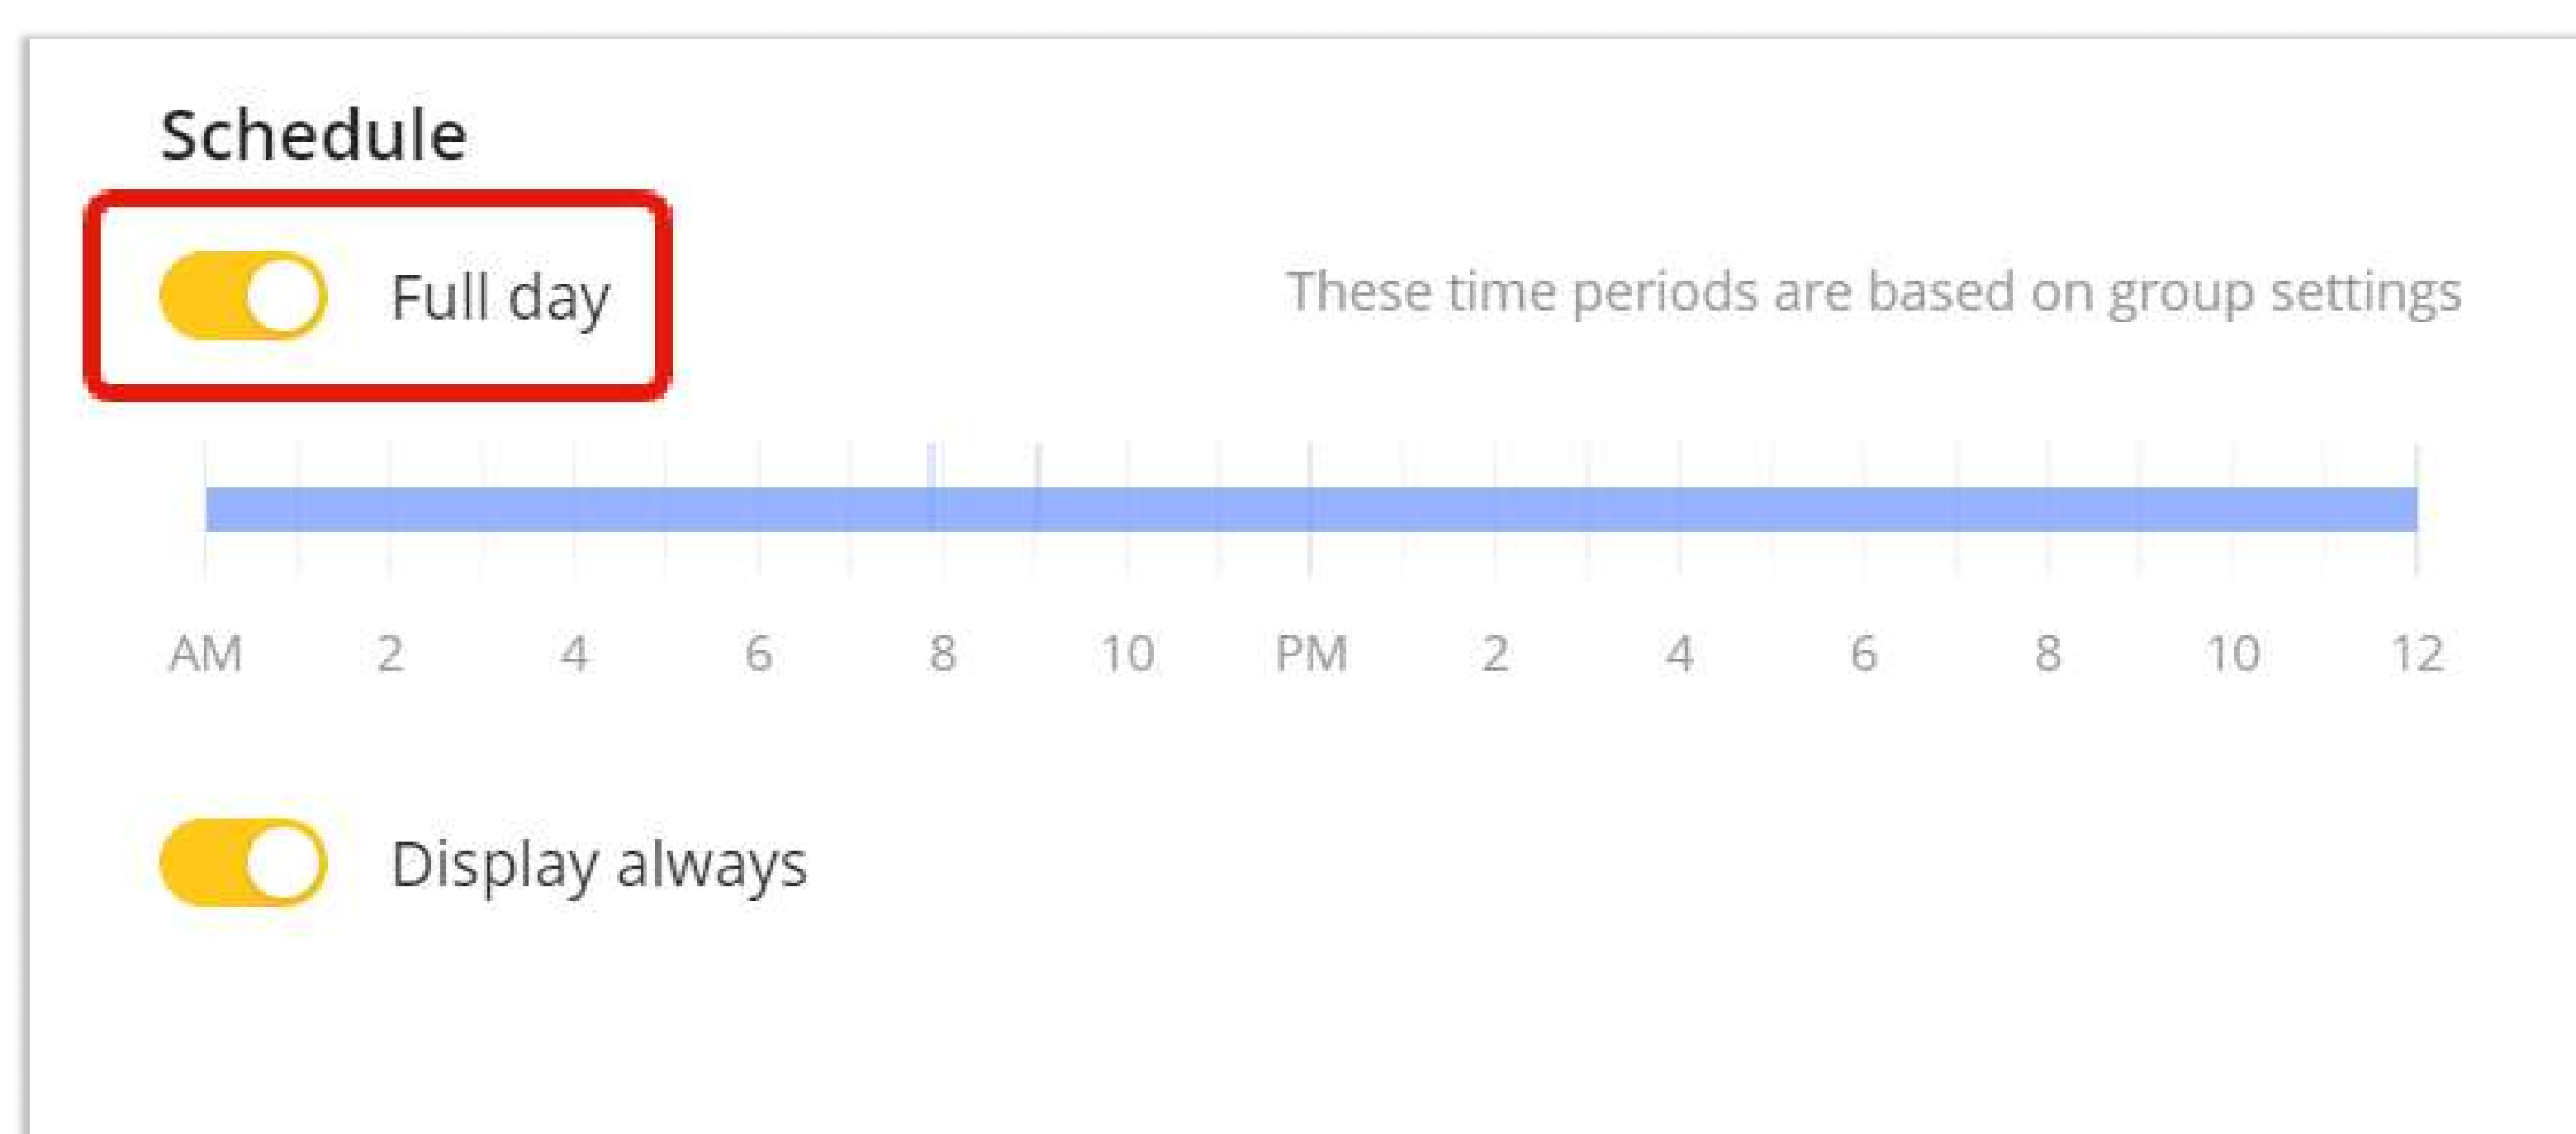 Schedule
Full day
These time periods are based on group settings
AM 2 4 6 8 10 PM 2 4 6 8 10 12
Display always